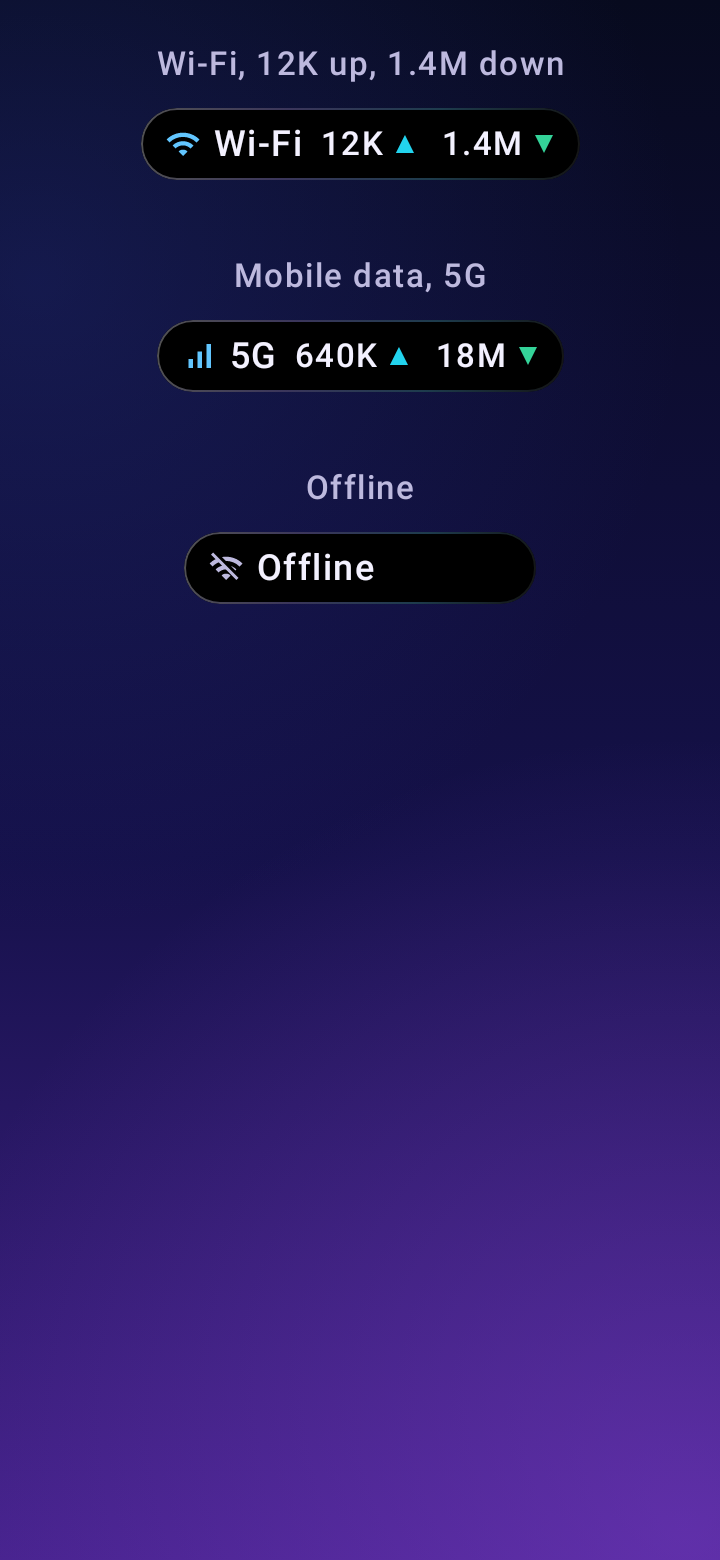 Wi-Fi, 12K up, 1.4M down
Wi-Fi 12K ▲ 1.4M ▼
Mobile data, 5G
5G 640K ▲ 18M ▼
Offline
Offline